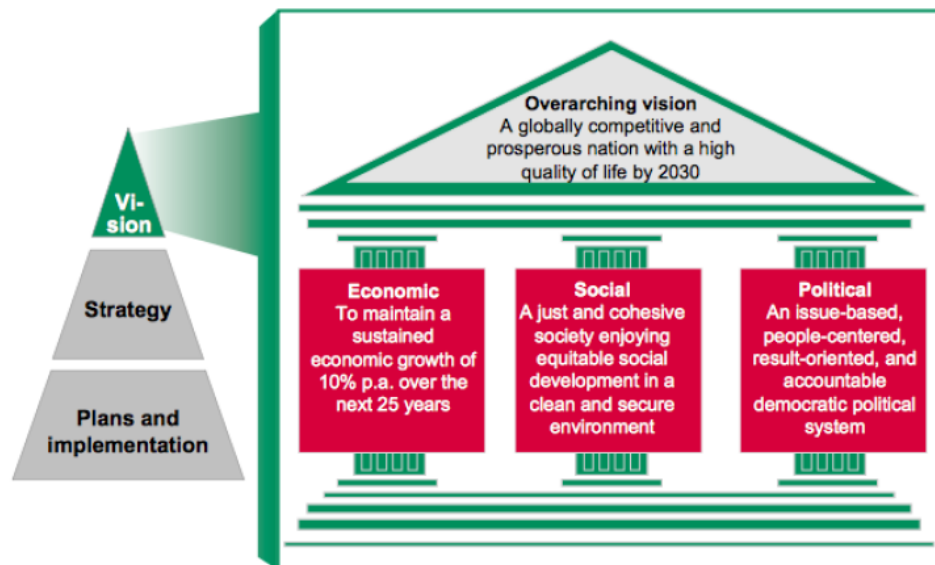 Vi-
sion
Strategy
Plans and
implementation
Overarching vision
A globally competitive and
prosperous nation with a high
quality of life by 2030
Economic
To maintain a
sustained
economic growth of
10% p.a. over the
next 25 years
Social
A just and cohesive
society enjoying
equitable social
development in a
clean and secure
environment
Political
An issue-based,
people-centered,
result-oriented, and
accountable
democratic political
system